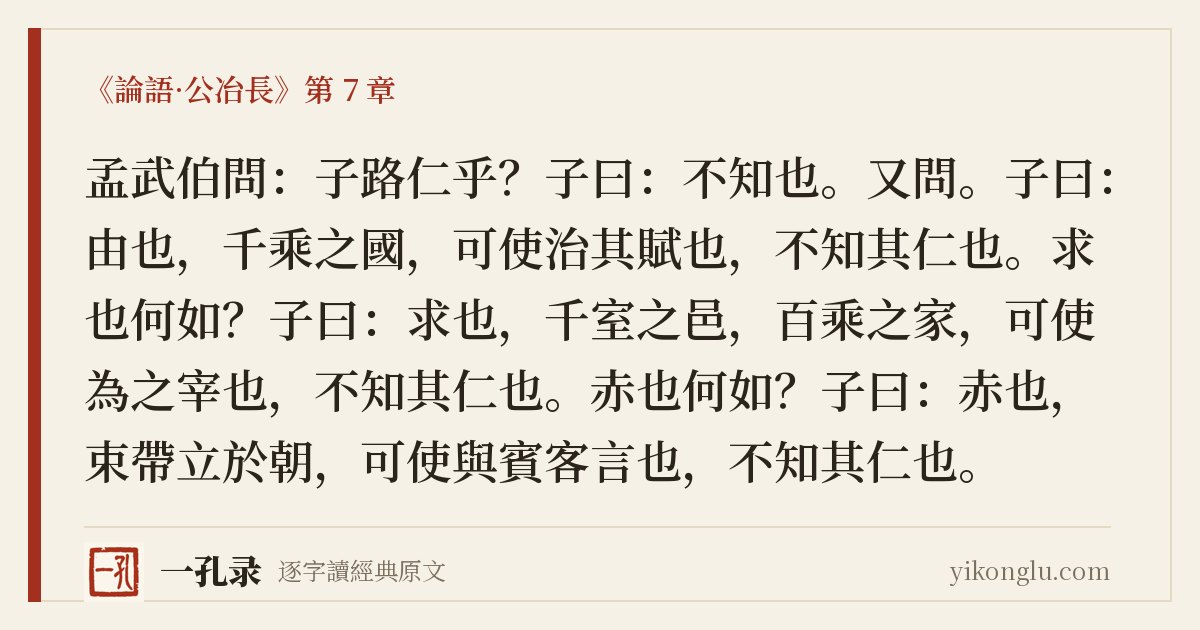 《論語·公冶長》第 7 章
孟武伯問：子路仁乎？子曰：不知也。又問。子曰：
由也，千乘之國，可使治其賦也，不知其仁也。求
也何如？子曰：求也，千室之邑，百乘之家，可使
為之宰也，不知其仁也。赤也何如？子曰：赤也，
束帶立於朝，可使與賓客言也，不知其仁也。
一孔
一孔录 逐字讀經典原文
yikonglu.com